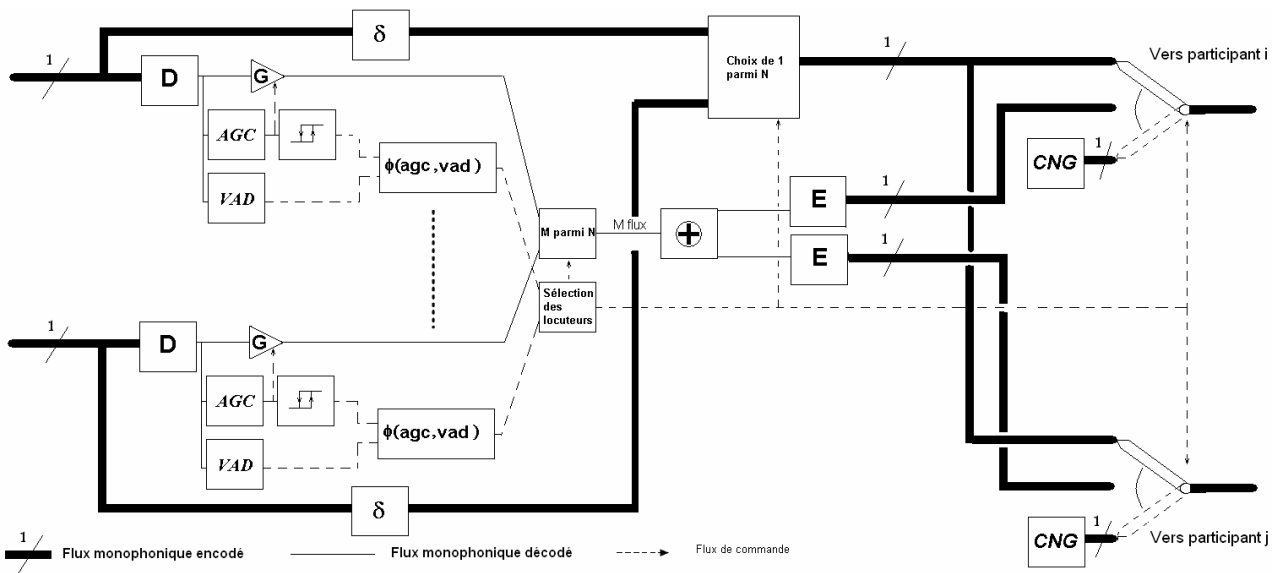 1
δ
D
G
AGC
VAD
ϕ(agc,vad)
Choix de 1
parmi N
1
Vers participant i
CNG
1
M parmi N
M flux
+
E
1
E
1
Sélection
des
locuteurs
1
D
G
AGC
VAD
ϕ(agc,vad)
δ
CNG
1
Vers participant j
1
Flux monophonique encodé
Flux monophonique décodé
Flux de commande